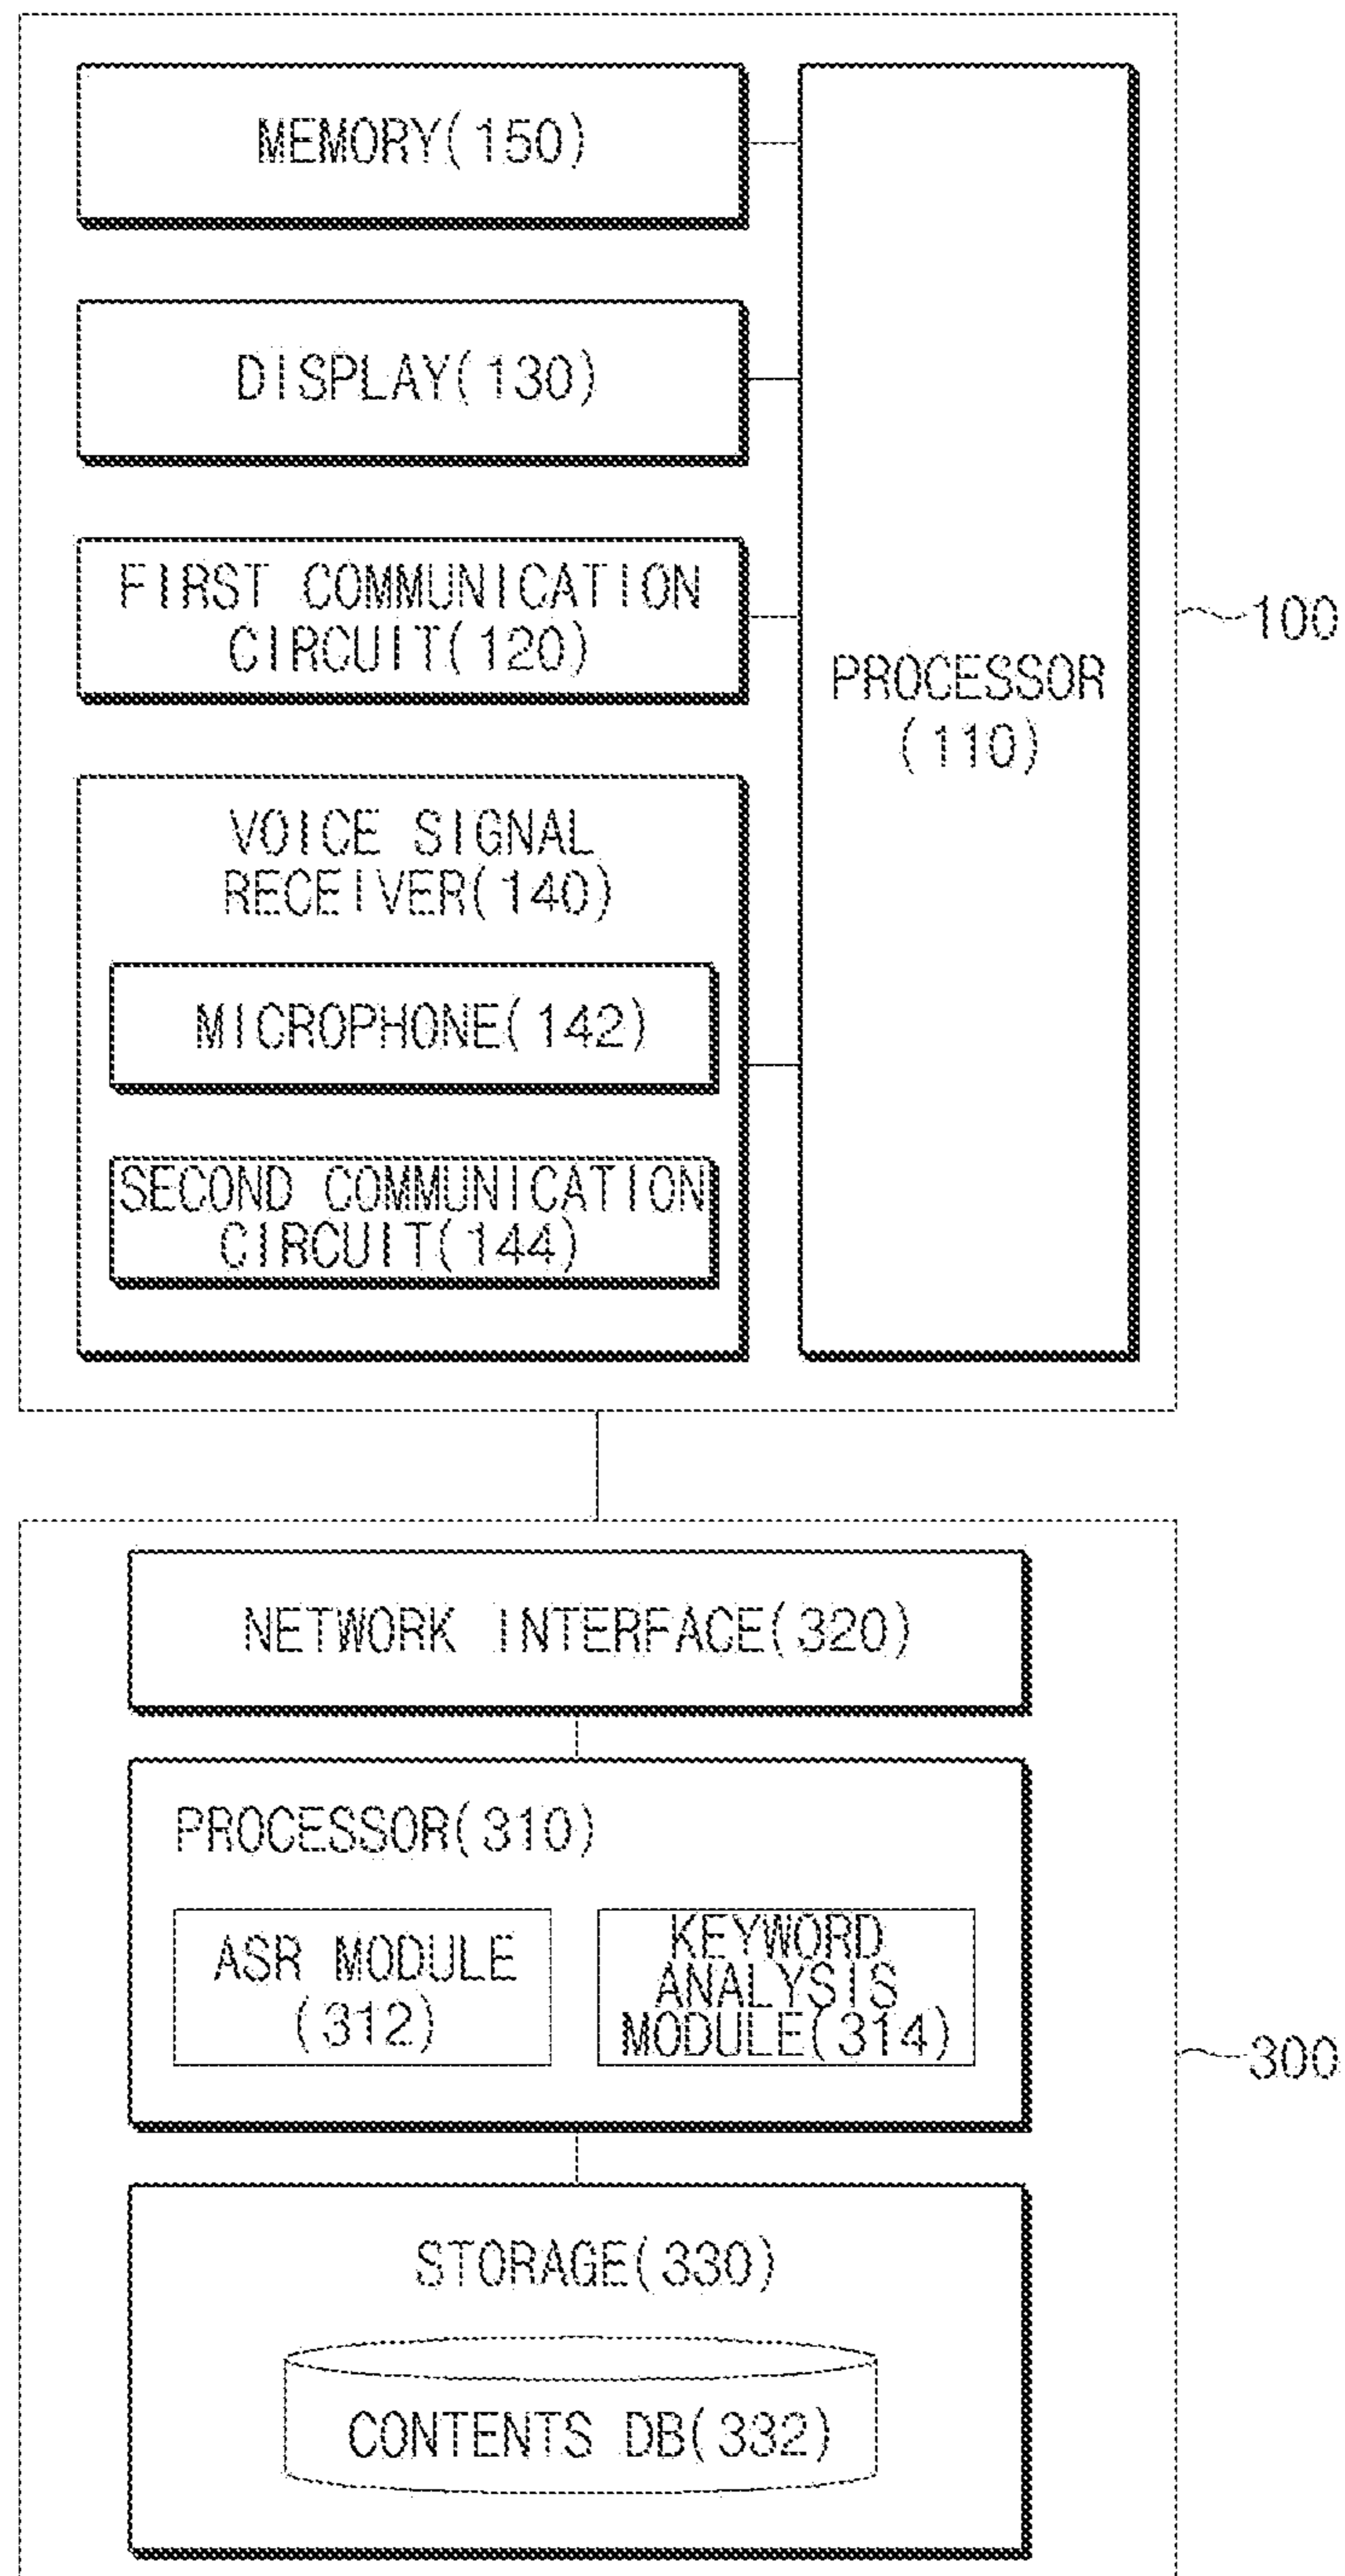 MEMORY(150)
DISPLAY(130)
FIRST COMMUNICATION
CIRCUIT(120)
PROCESSOR
(110)
100
VOICE SIGNAL
RECEIVER(140)
MICROPHONE(142)
SECOND COMMUNICATION
CIRCUIT(144)
NETWORK INTERFACE(320)
PROCESSOR(310)
ASR MODULE
(312)
KEYWORD
ANALYSIS
MODULE(314)
300
STORAGE(330)
CONTENTS DB(332)